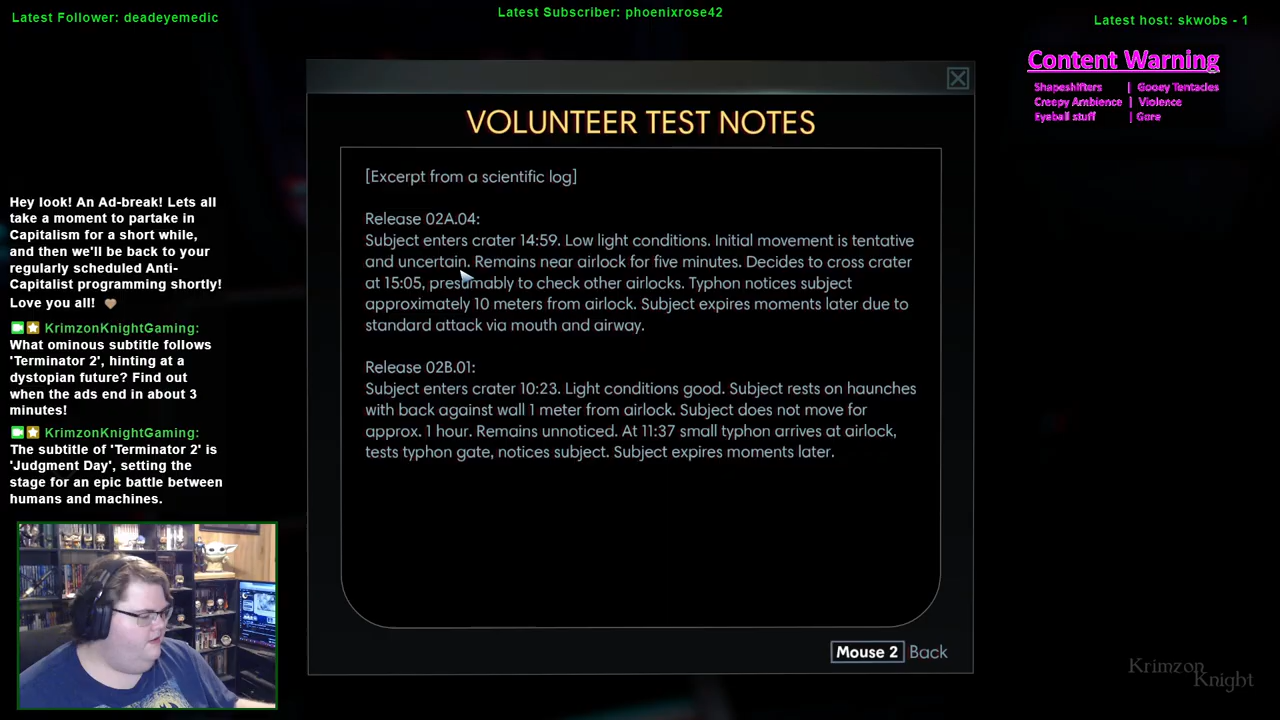 Latest Follower: deadeyemedic
Latest Subscriber: phoenixrose42
Latest host: skwobs - 1
Content Warning
Shapeshifters | Gooey Tentacles
Creepy Ambience | Violence
Eyeball stuff | Gore
VOLUNTEER TEST NOTES
[Excerpt from a scientific log]
Release 02A.04:
Subject enters crater 14:59. Low light conditions. Initial movement is tentative
and uncertain. Remains near airlock for five minutes. Decides to cross crater
at 15:05, presumably to check other airlocks. Typhon notices subject
approximately 10 meters from airlock. Subject expires moments later due to
standard attack via mouth and airway.
Release 02B.01:
Subject enters crater 10:23. Light conditions good. Subject rests on haunches
with back against wall 1 meter from airlock. Subject does not move for
approx. 1 hour. Remains unnoticed. At 11:37 small typhon arrives at airlock,
tests typhon gate, notices subject. Subject expires moments later.
Mouse 2 Back
Hey look! An Ad-break! Lets all
take a moment to partake in
Capitalism for a short while,
and then we'll be back to your
regularly scheduled Anti-
Capitalist programming shortly!
Love you all!
KrimzonKnightGaming:
What ominous subtitle follows
'Terminator 2', hinting at a
dystopian future? Find out
when the ads end in about 3
minutes!
KrimzonKnightGaming:
The subtitle of 'Terminator 2' is
'Judgment Day', setting the
stage for an epic battle between
humans and machines.
Krimzon
Knight